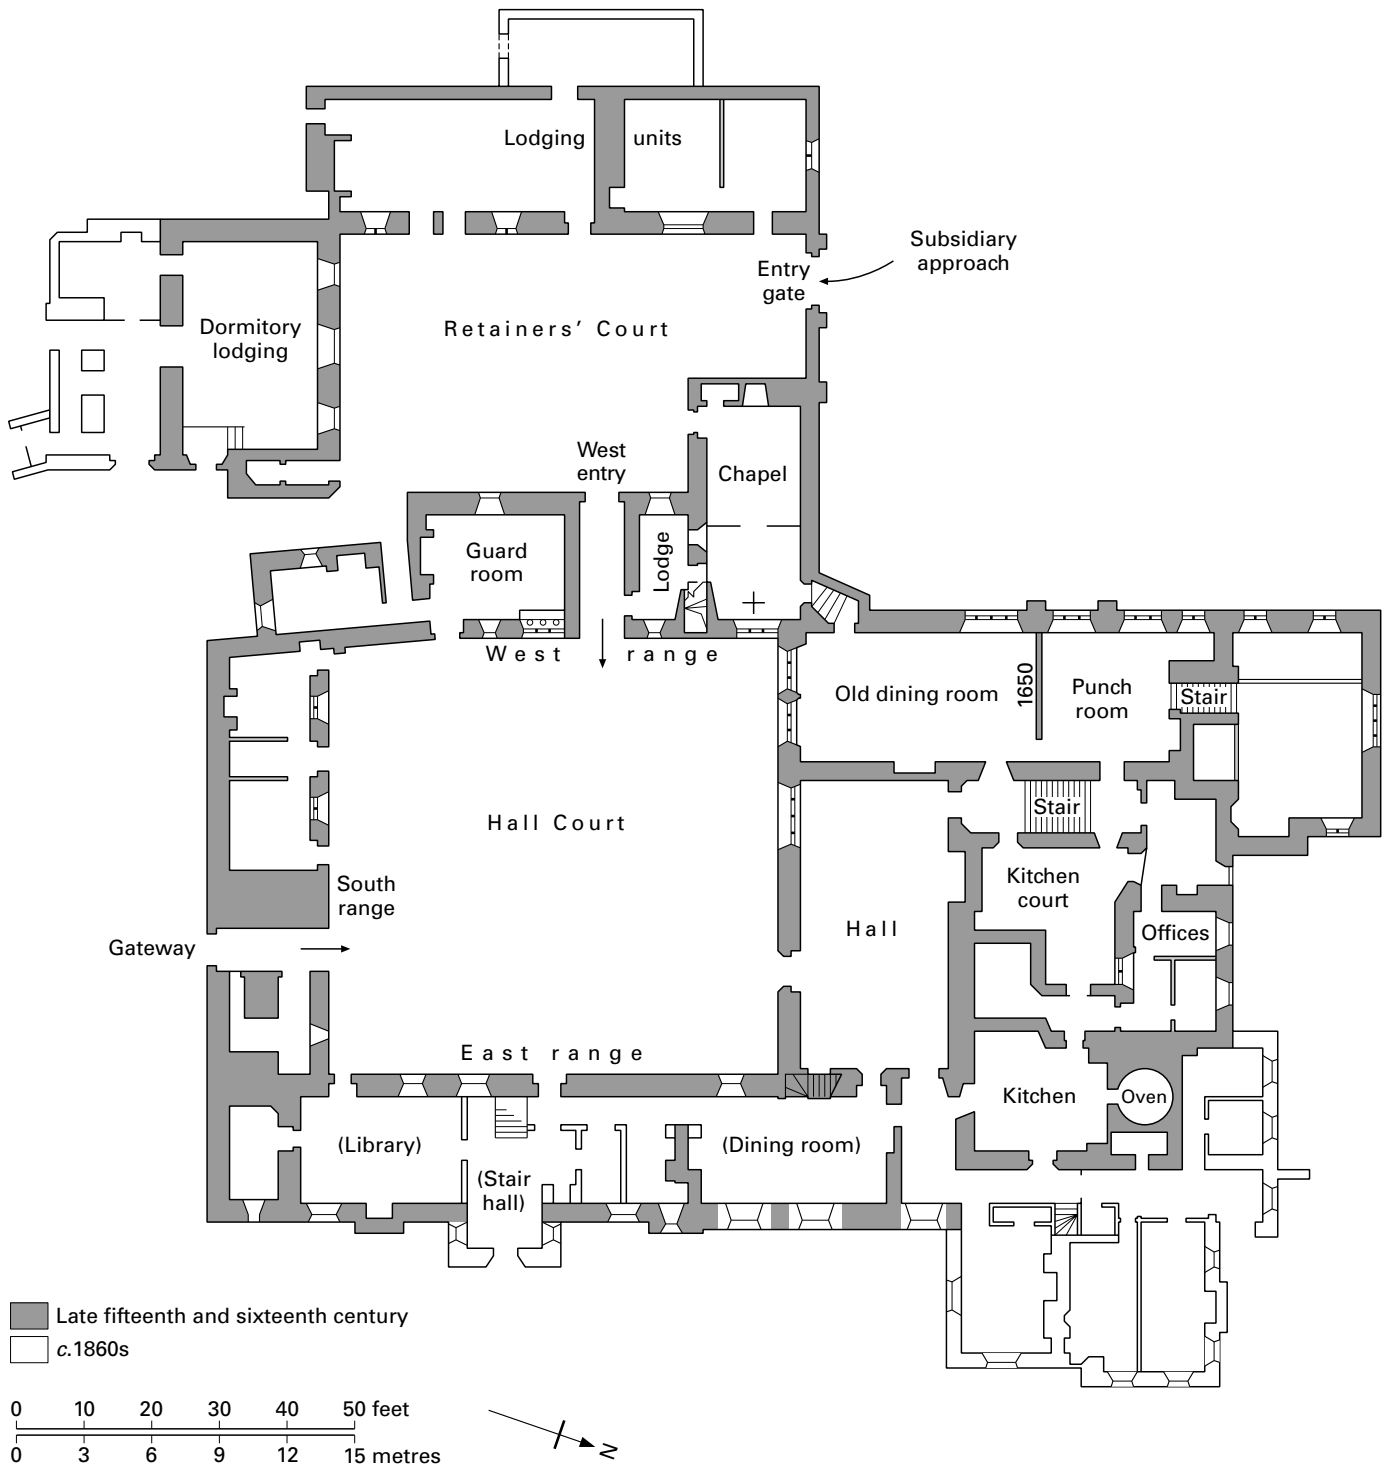 Lodging units
Subsidiary
approach
Entry
gate
Dormitory
lodging
Retainers' Court
West
entry
Chapel
Guard
room
Lodge
West range
Old dining room
1650
Punch
room
Stair
Hall Court
Stair
South
range
Kitchen
court
Gateway
Hall
Offices
East range
Kitchen
Oven
(Library)
(Stair
hall)
(Dining room)
Late fifteenth and sixteenth century
c.1860s
0 10 20 30 40 50 feet
0 3 6 9 12 15 metres
N